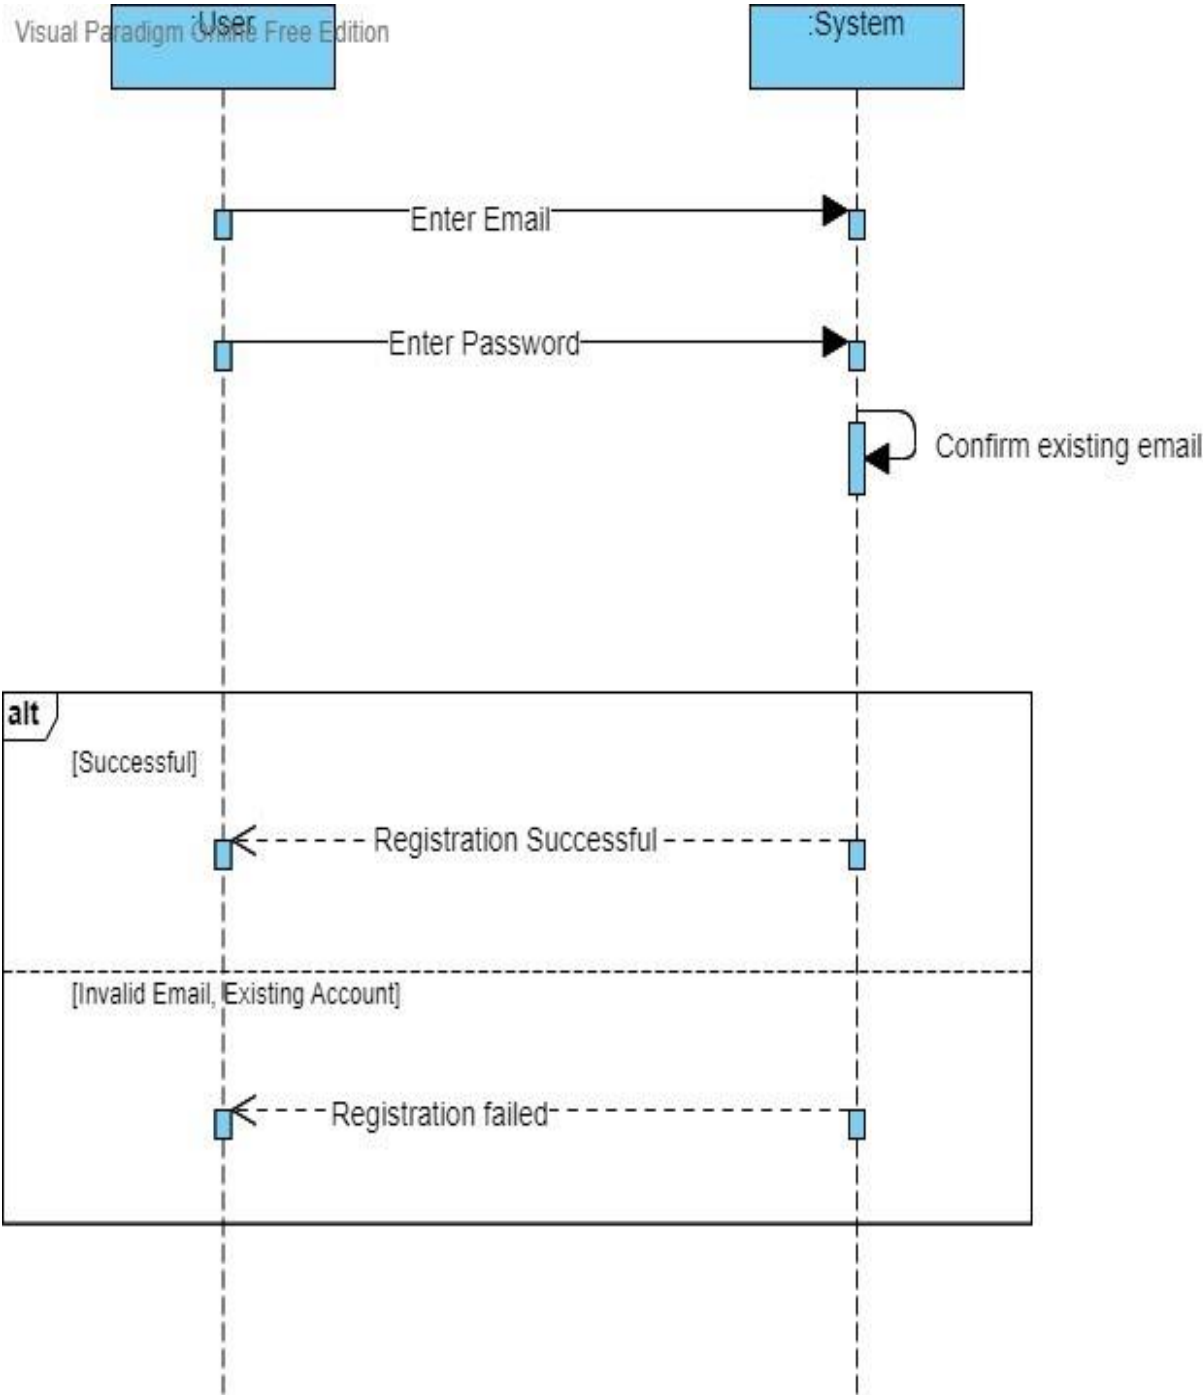 Visual Paradigm Online Free Edition
:User
:System
Enter Email
Enter Password
Confirm existing email
alt
[Successful]
Registration Successful
[Invalid Email, Existing Account]
Registration failed